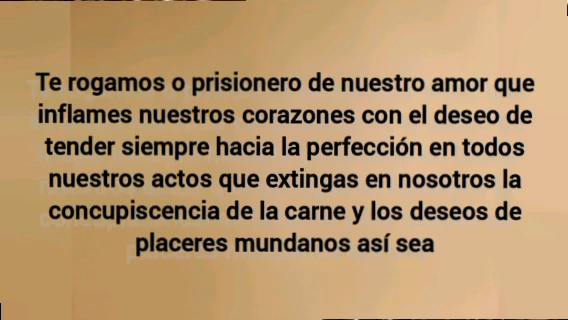 Te rogamos o prisionero de nuestro amor que
inflames nuestros corazones con el deseo de
tender siempre hacia la perfección en todos
nuestros actos que extingas en nosotros la
concupiscencia de la carne y los deseos de
placeres mundanos así sea